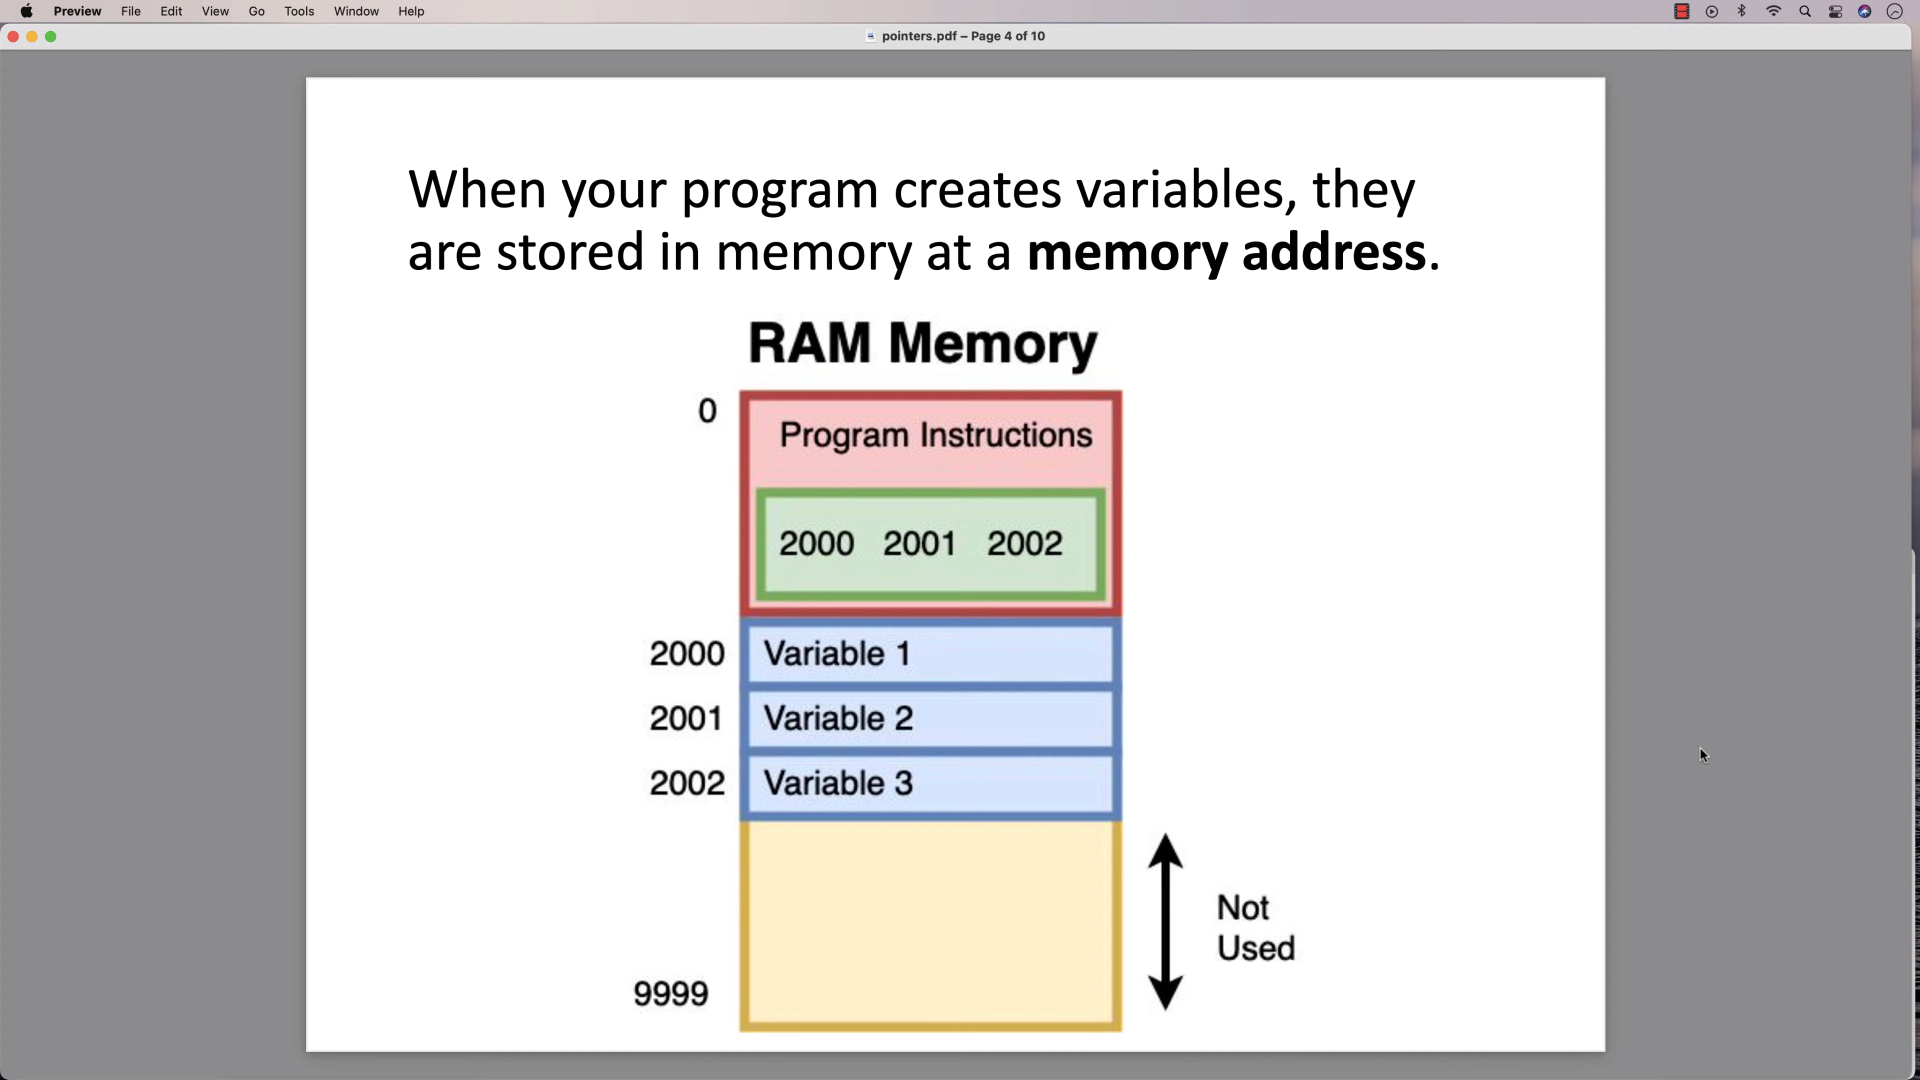 Preview File Edit View Go Tools Window Help
pointers.pdf – Page 4 of 10
When your program creates variables, they
are stored in memory at a memory address.
RAM Memory
0
Program Instructions
2000 2001 2002
2000 Variable 1
2001 Variable 2
2002 Variable 3
Not
Used
9999